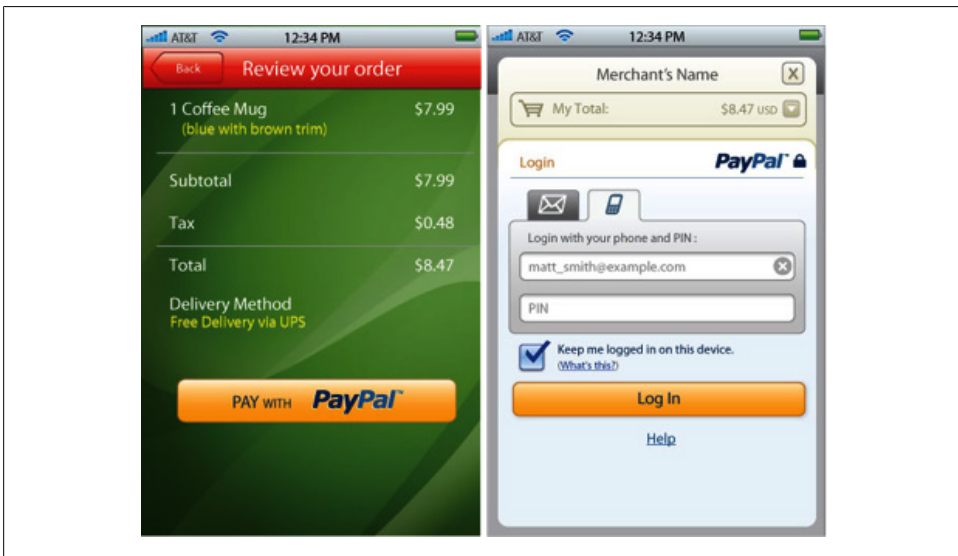 AT&T 12:34 PM
Back Review your order
1 Coffee Mug $7.99
(blue with brown trim)
Subtotal $7.99
Tax $0.48
Total $8.47
Delivery Method
Free Delivery via UPS
PAY WITH PayPal™
AT&T 12:34 PM
Merchant's Name X
My Total: $8.47 USD
Login PayPal™
Login with your phone and PIN :
matt_smith@example.com
PIN
Keep me logged in on this device.
(What's this?)
Log In
Help